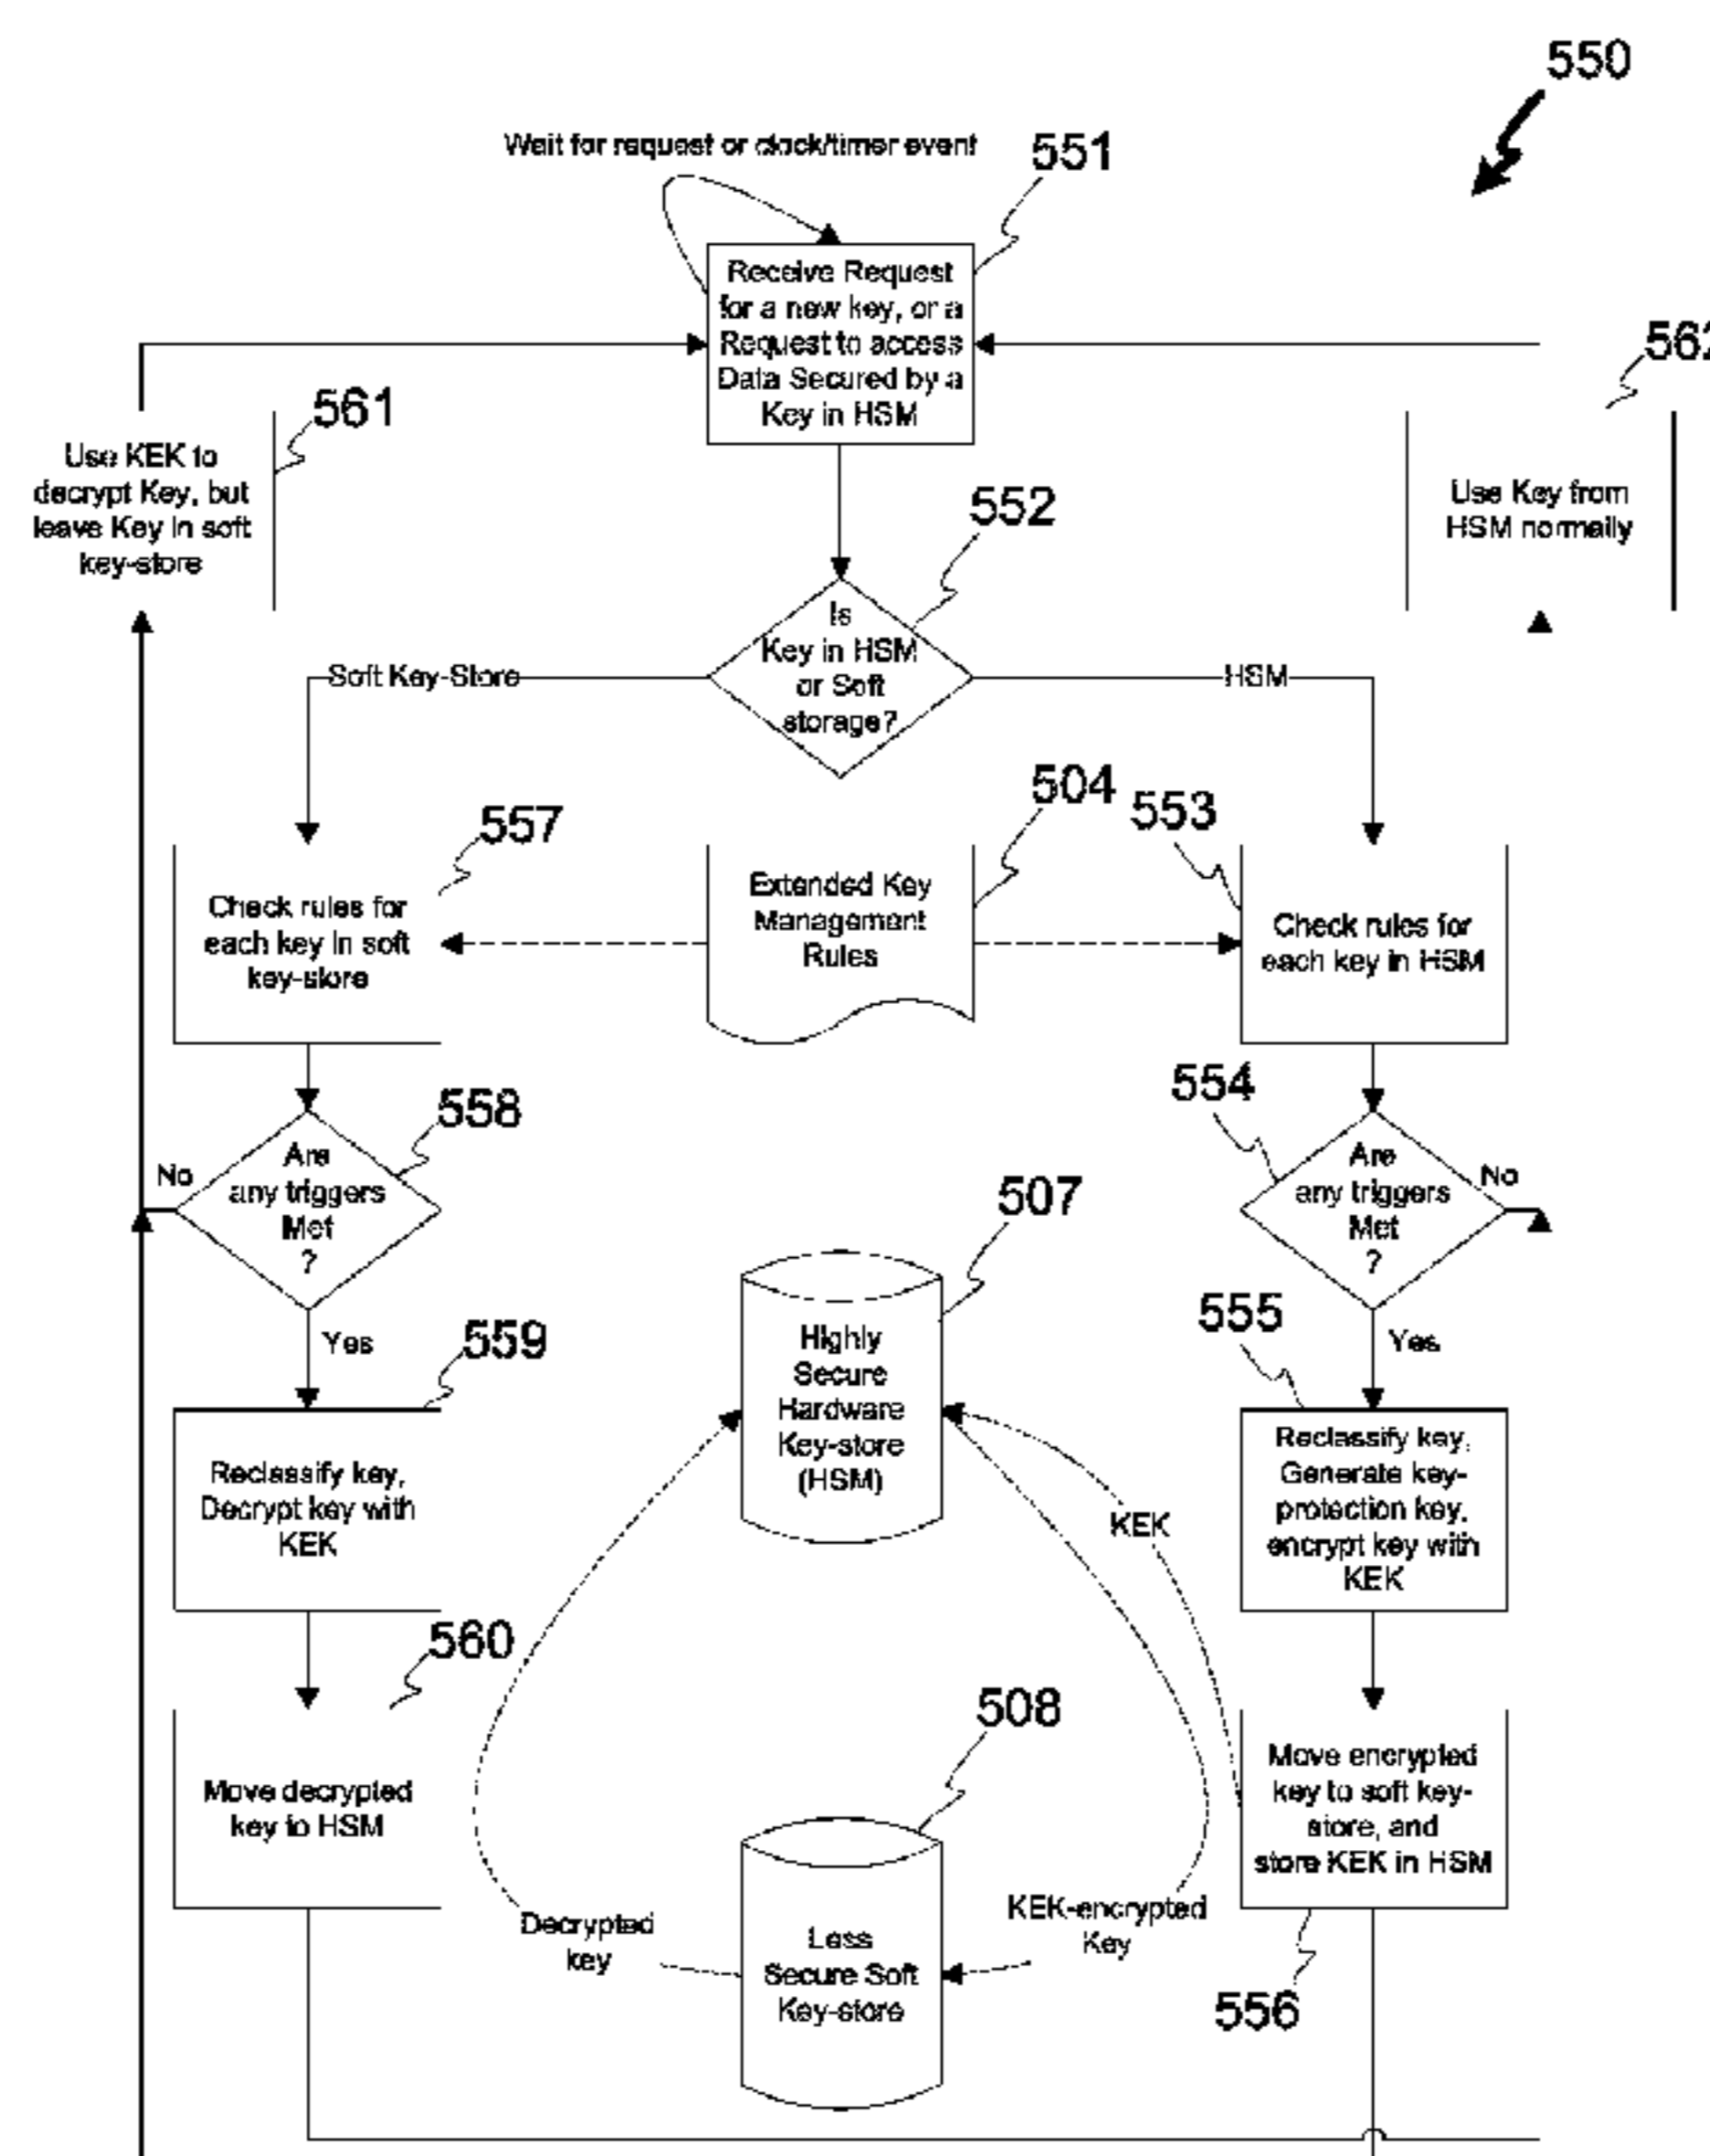 550
Wait for request or clock/timer event
551
Receive Request
for a new key, or a
Request to access
Data Secured by a
Key in HSM
562
561
Use KEK to
decrypt Key, but
leave Key in soft
key-store
Use Key from
HSM normally
552
Is
Key in HSM
or Soft
storage?
Soft Key-Store
HSM
557
504
553
Check rules for
each key in soft
key-store
Extended Key
Management
Rules
Check rules for
each key in HSM
558
554
No
Are
any triggers
Met
?
Are
any triggers
Met
?
No
507
Yes
559
Highly
Secure
Hardware
Key-store
(HSM)
555
Yes
Reclassify key,
Decrypt key with
KEK
KEK
Reclassify key,
Generate key-
protection key,
encrypt key with
KEK
560
508
Move decrypted
key to HSM
Move encrypted
key to soft key-
store, and
store KEK in HSM
Decrypted
key
Less
Secure Soft
Key-store
KEK-encrypted
Key
556